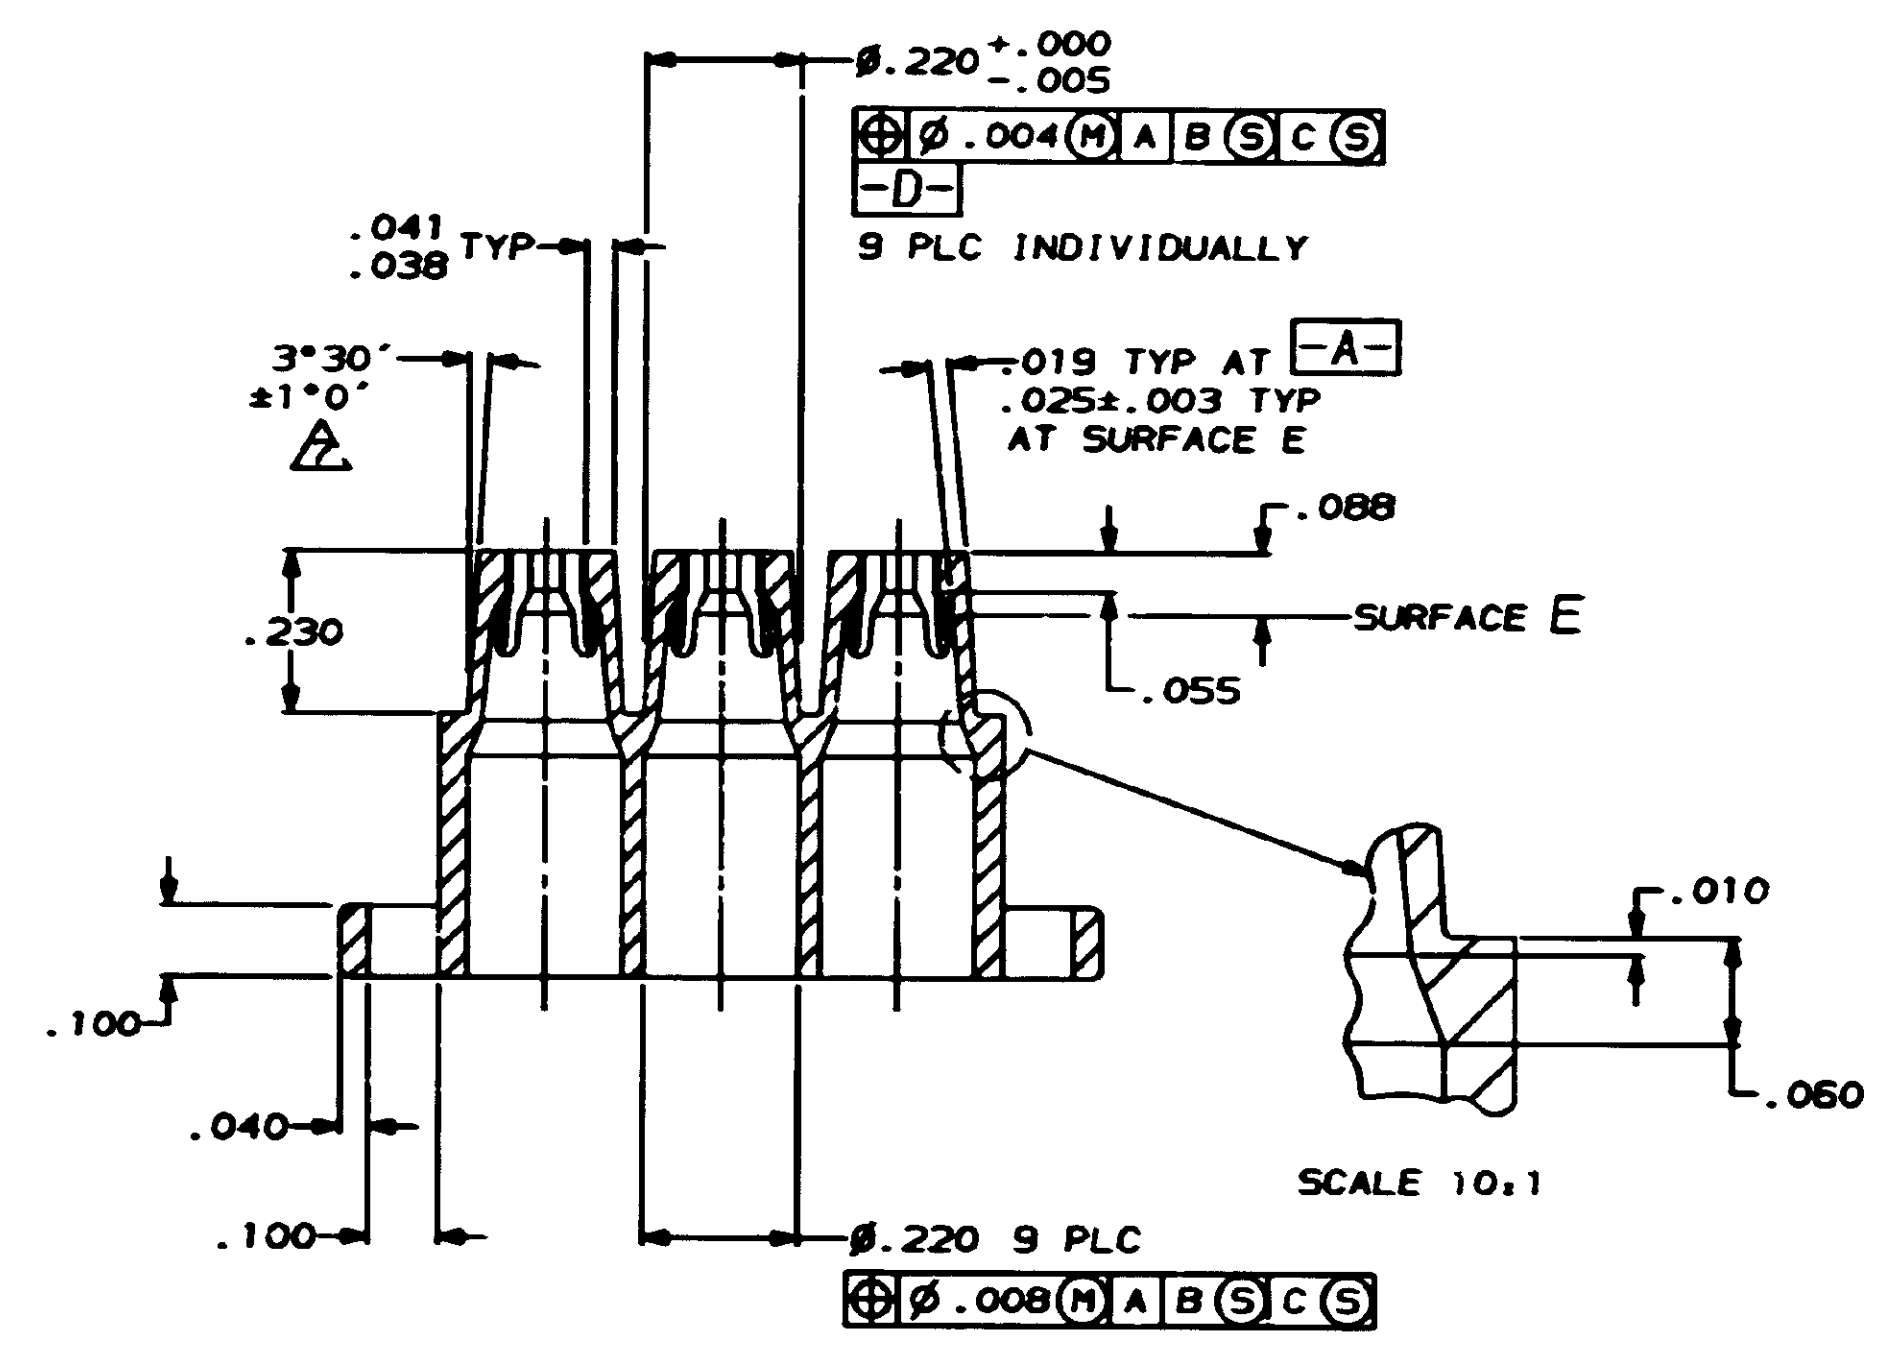 Ø.220 +.000
-.005
⌖ Ø .004 Ⓜ A B Ⓢ C Ⓢ
-D-
9 PLC INDIVIDUALLY
.041
.038 TYP
3°30′
±1°0′
7
.019 TYP AT -A-
.025±.003 TYP
AT SURFACE E
.088
.230
SURFACE E
.055
.010
.100
.060
.040
SCALE 10:1
.100
Ø.220 9 PLC
⌖ Ø .008 Ⓜ A B Ⓢ C Ⓢ